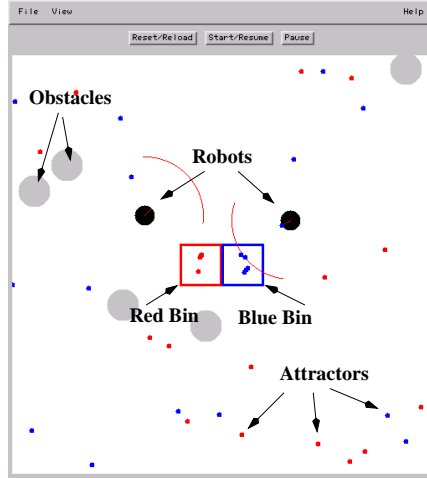 File View Help
Reset/Reload Start/Resume Pause
Obstacles
Robots
Red Bin
Blue Bin
Attractors